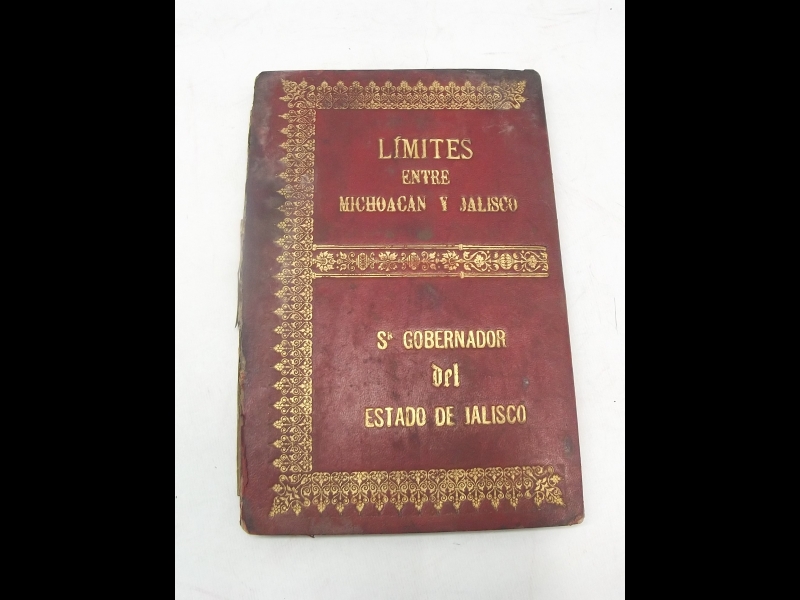 LÍMITES
ENTRE
MICHOACAN Y JALISCO
Sᴿ GOBERNADOR
del
ESTADO DE JALISCO